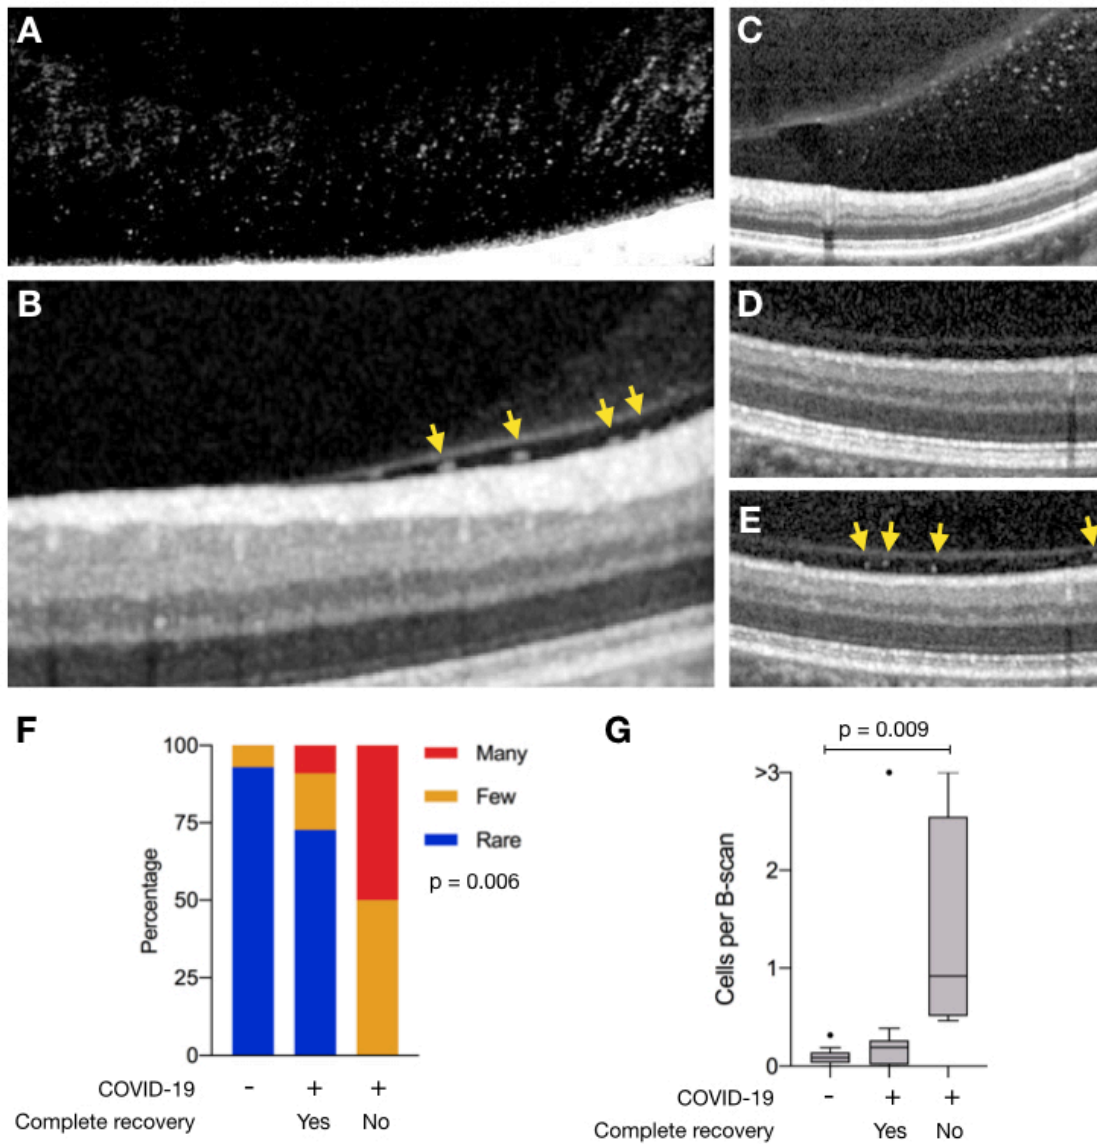 A
C
B
D
E
F
100
75
50
25
0
Percentage
Many
Few
Rare
p = 0.006
COVID-19 - + +
Complete recovery Yes No
G
p = 0.009
>3
2
1
0
Cells per B-scan
COVID-19 - + +
Complete recovery Yes No